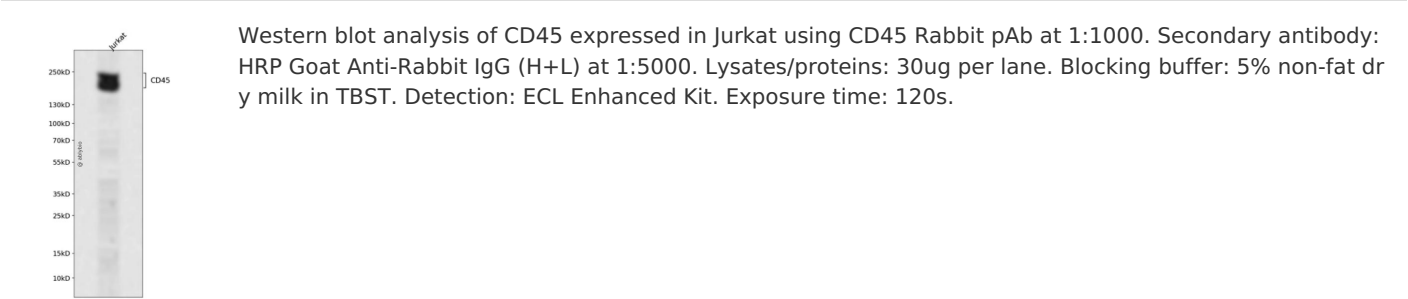 Jurkat
Western blot analysis of CD45 expressed in Jurkat using CD45 Rabbit pAb at 1:1000. Secondary antibody:
HRP Goat Anti-Rabbit IgG (H+L) at 1:5000. Lysates/proteins: 30ug per lane. Blocking buffer: 5% non-fat dr
y milk in TBST. Detection: ECL Enhanced Kit. Exposure time: 120s.
250kD
CD45
130kD
100kD
70kD
55kD
35kD
25kD
15kD
10kD